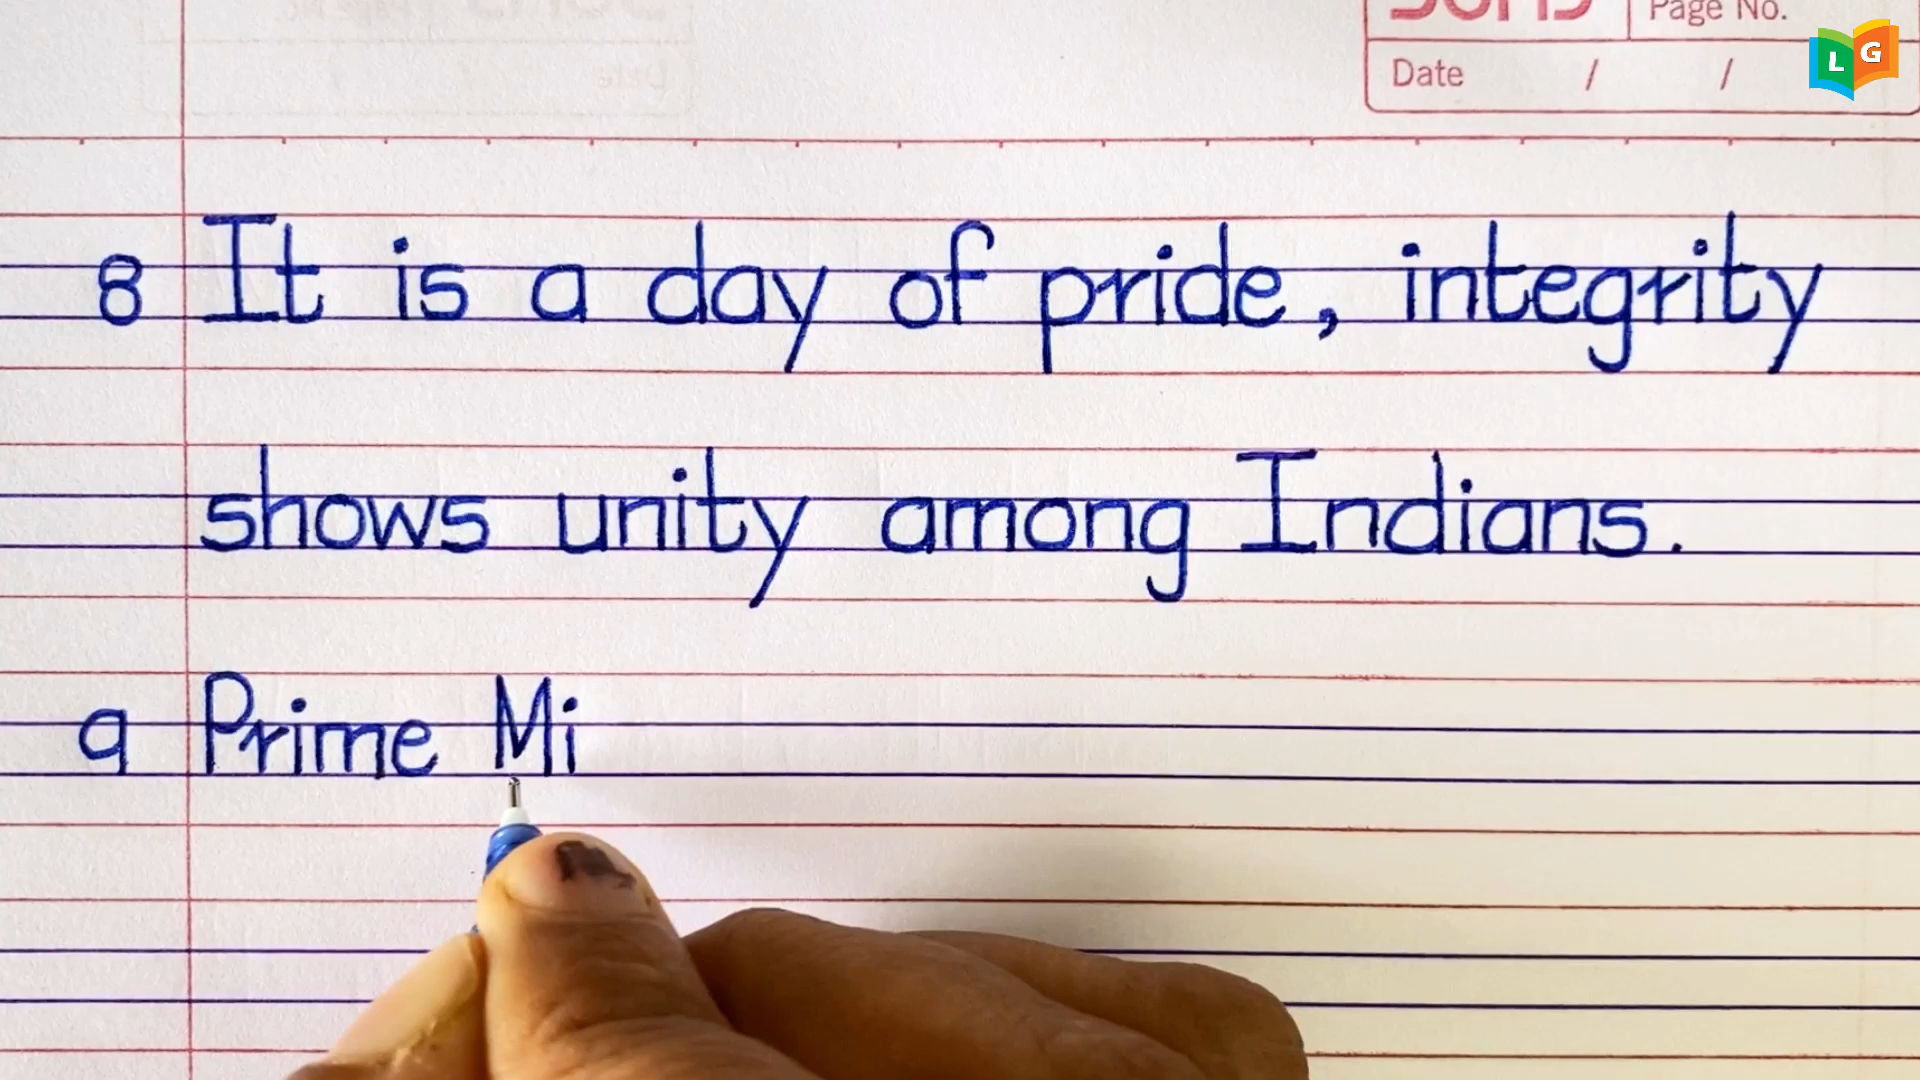 Page No.
Date / /
L G
8 It is a day of pride, integrity
shows unity among Indians.
9 Prime Mi